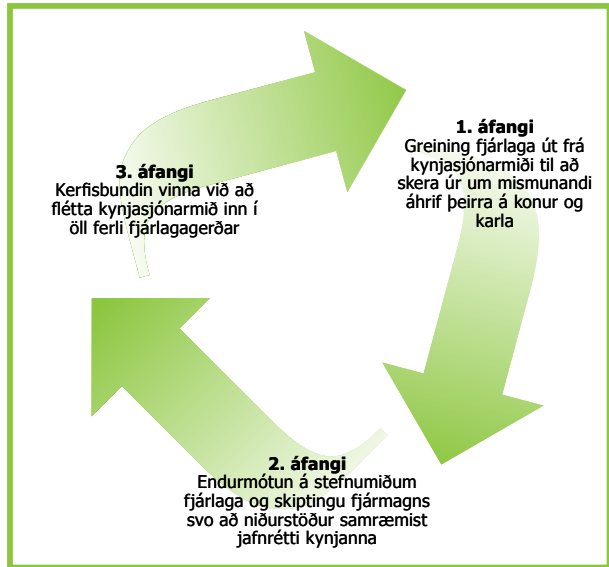 1. áfangi
Greining fjárlaga út frá
kynjasjónarmiði til að
skera úr um mismunandi
áhrif þeirra á konur og
karla
2. áfangi
Endurmótun á stefnumiðum
fjárlaga og skiptingu fjármagns
svo að niðurstöður samræmist
jafnrétti kynjanna
3. áfangi
Kerfisbundin vinna við að
flétta kynjasjónarmið inn í
öll ferli fjárlagagerðar